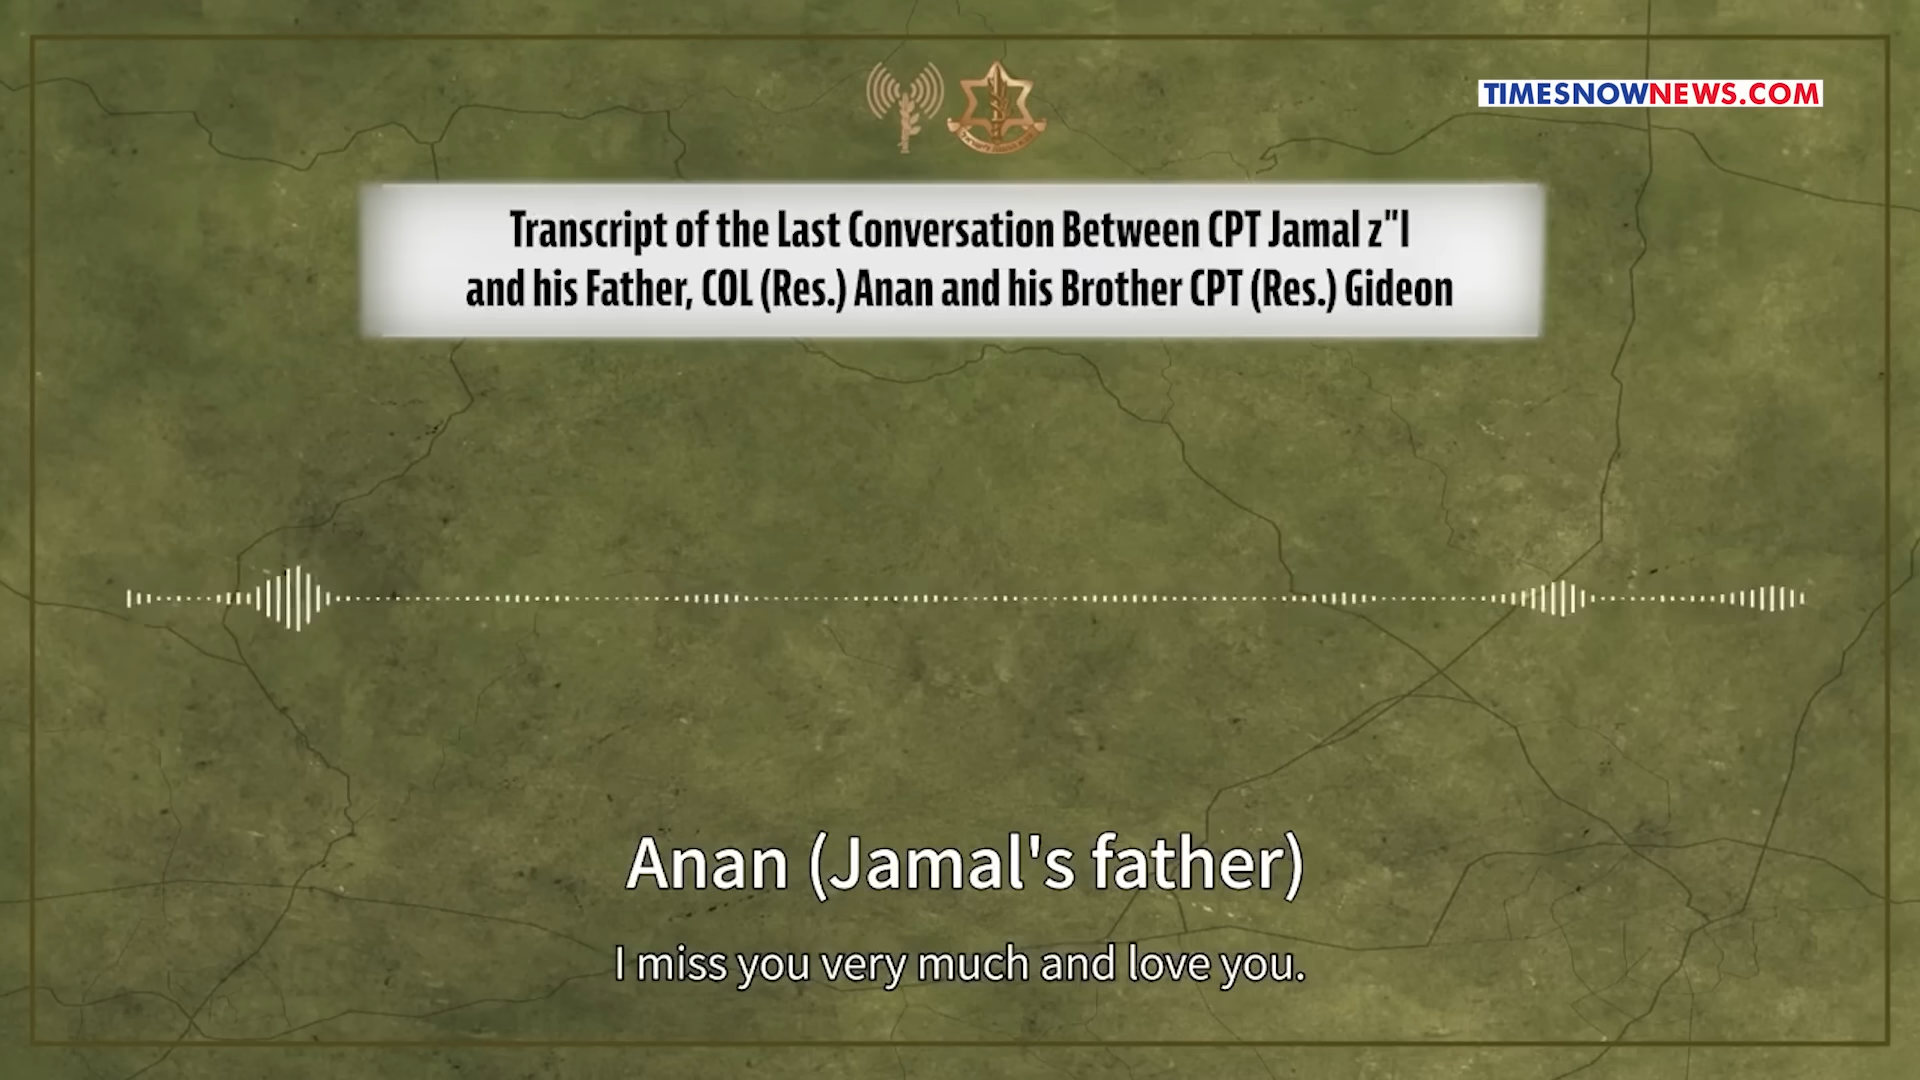 TIMESNOWNEWS.COM
Transcript of the Last Conversation Between CPT Jamal z"l
and his Father, COL (Res.) Anan and his Brother CPT (Res.) Gideon
Anan (Jamal's father)
I miss you very much and love you.